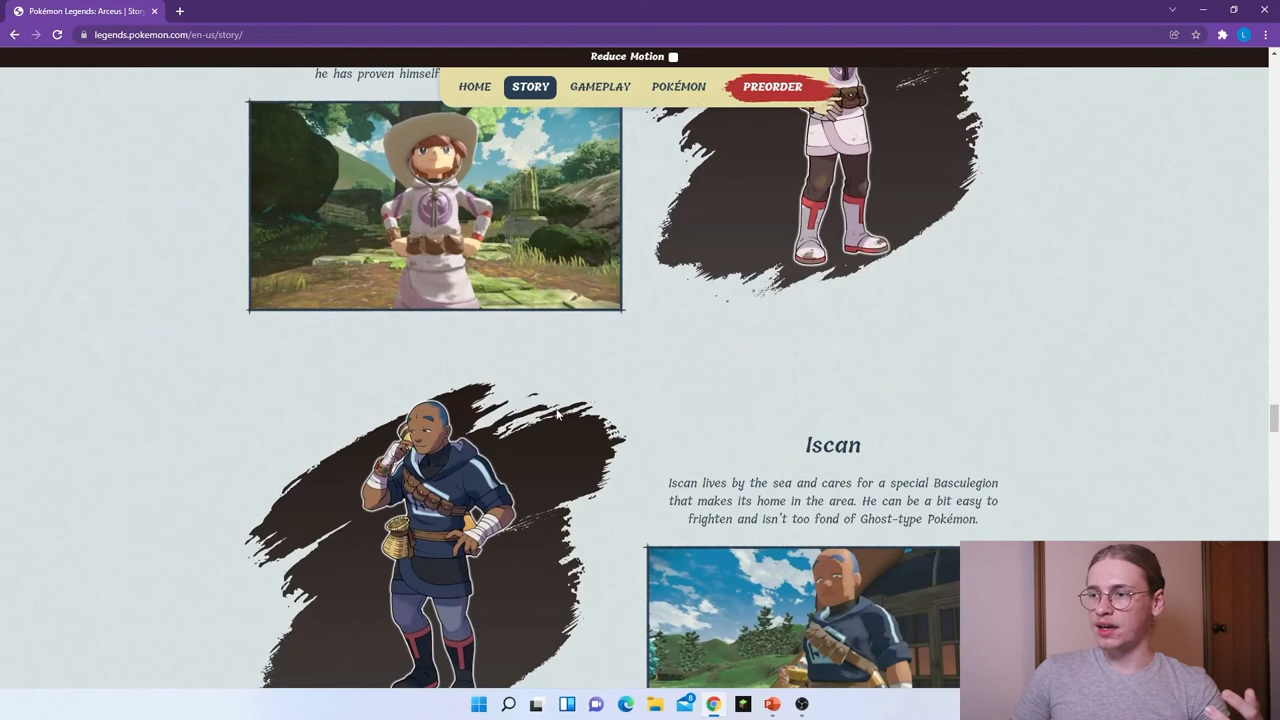 Pokémon Legends: Arceus | Stor
legends.pokemon.com/en-us/story/
L
Reduce Motion
he has proven himself
HOME STORY GAMEPLAY POKÉMON PREORDER
Iscan
Iscan lives by the sea and cares for a special Basculegion
that makes its home in the area. He can be a bit easy to
frighten and isn't too fond of Ghost-type Pokémon.
8